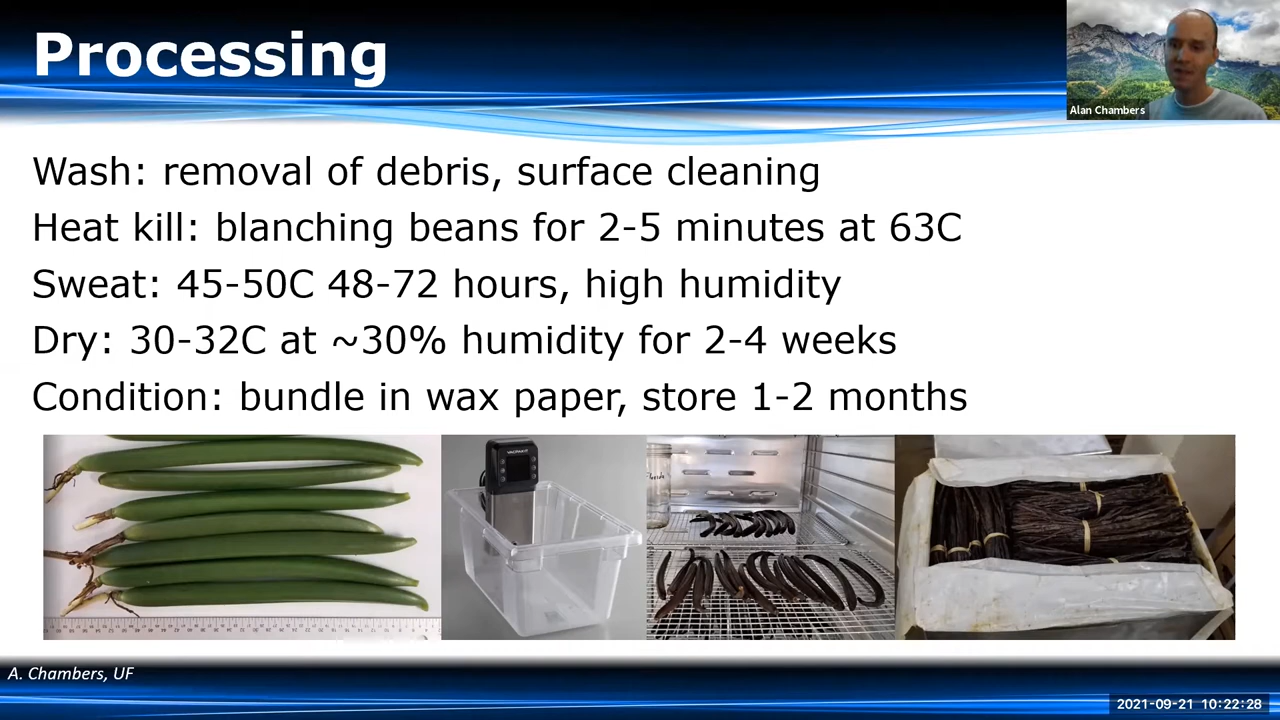 Processing
Alan Chambers
Wash: removal of debris, surface cleaning
Heat kill: blanching beans for 2-5 minutes at 63C
Sweat: 45-50C 48-72 hours, high humidity
Dry: 30-32C at ~30% humidity for 2-4 weeks
Condition: bundle in wax paper, store 1-2 months
A. Chambers, UF
2021-09-21 10:22:28